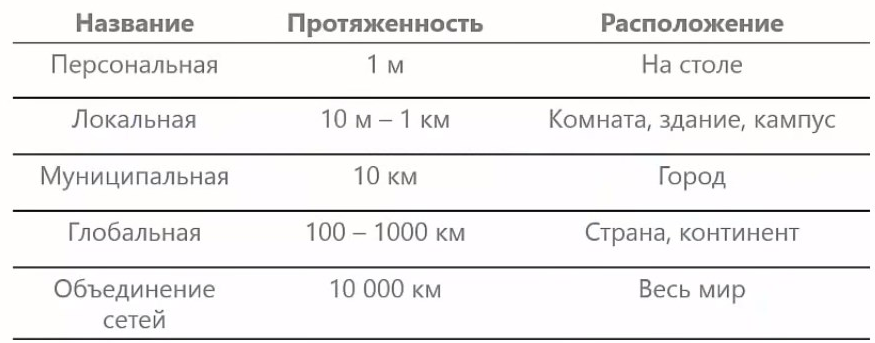 Название Протяженность Расположение
Персональная 1 м На столе
Локальная 10 м – 1 км Комната, здание, кампус
Муниципальная 10 км Город
Глобальная 100 – 1000 км Страна, континент
Объединение 10 000 км Весь мир
сетей